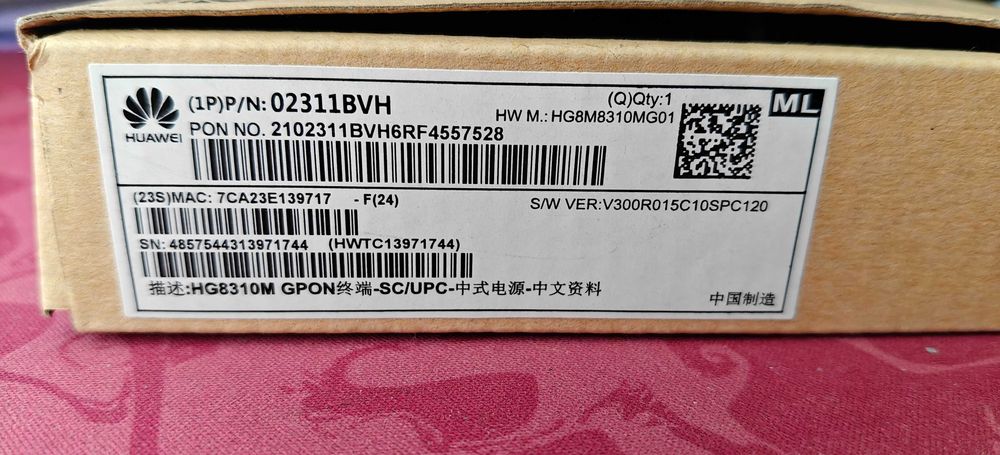 HUAWEI
(1P)P/N: 02311BVH
(Q)Qty:1
ML
HW M.: HG8M8310MG01
PON NO. 2102311BVH6RF4557528
(23S)MAC: 7CA23E139717 - F(24)
S/W VER:V300R015C10SPC120
SN: 4857544313971744 (HWTC13971744)
描述:HG8310M GPON终端-SC/UPC-中式电源-中文资料
中国制造